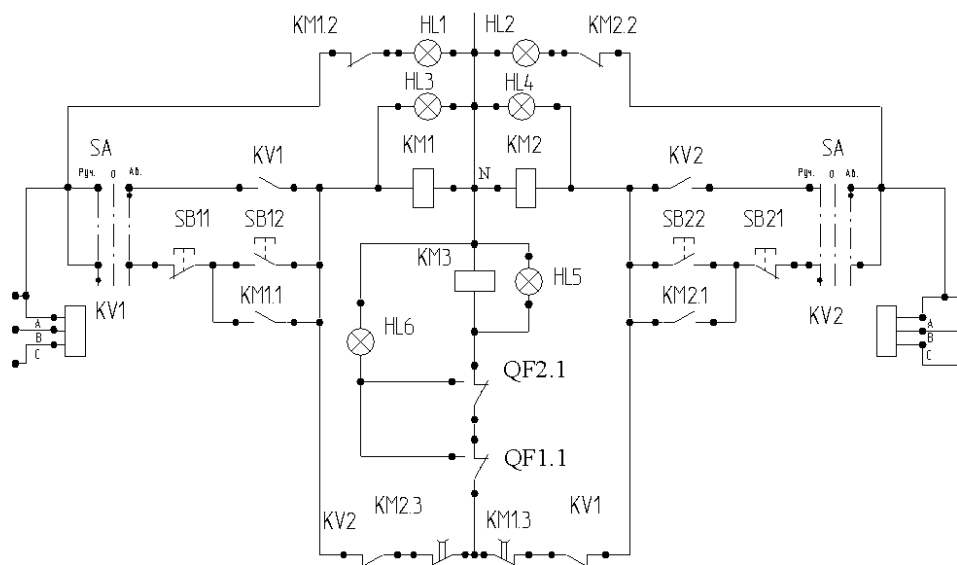 KM1.2 HL1 HL2 KM2.2
HL3 HL4
SA KV1 KM1 KM2 KV2 SA
Руч. 0 Ав. N Руч. 0 Ав.
SB11 SB12 SB22 SB21
KM3
KV1 KM1.1 HL5 KM2.1 KV2
HL6
A A
B B
C C
QF2.1
QF1.1
KV2 KM2.3 KM1.3 KV1